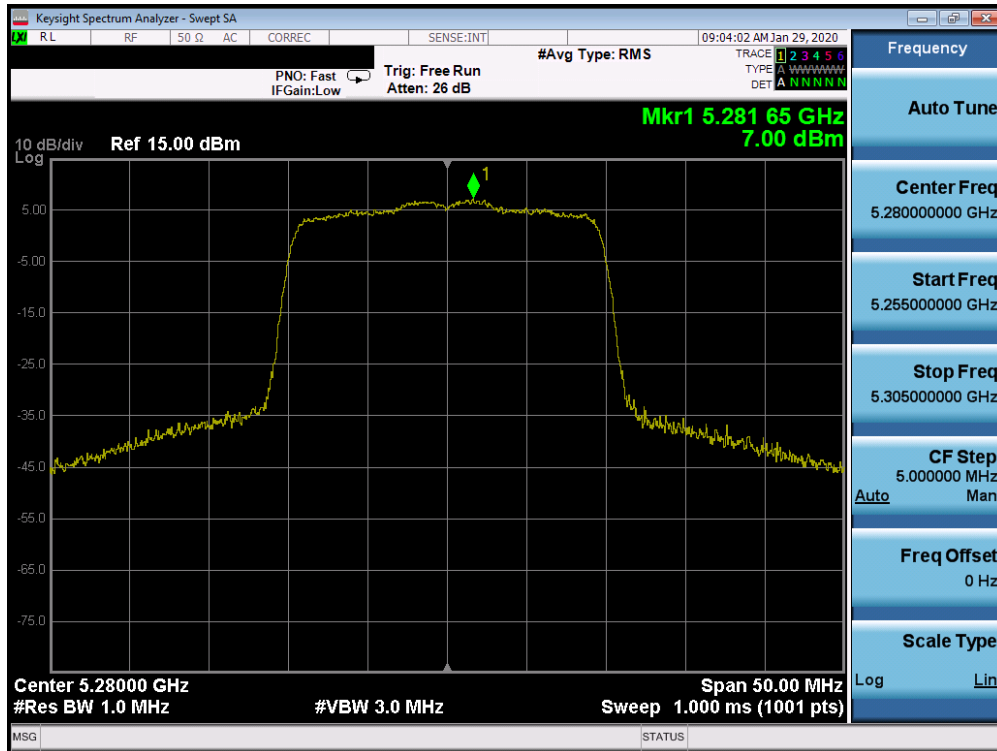 Keysight Spectrum Analyzer - Swept SA
LXI RL RF 50 Ω AC CORREC SENSE:INT 09:04:02 AM Jan 29, 2020
#Avg Type: RMS
TRACE 1 2 3 4 5 6
TYPE A WWWWW
DET A N N N N N
PNO: Fast
IFGain:Low
Trig: Free Run
Atten: 26 dB
Mkr1 5.281 65 GHz
7.00 dBm
10 dB/div
Log
Ref 15.00 dBm
1
5.00
-5.00
-15.0
-25.0
-35.0
-45.0
-55.0
-65.0
-75.0
Center 5.28000 GHz
Span 50.00 MHz
#Res BW 1.0 MHz
#VBW 3.0 MHz
Sweep 1.000 ms (1001 pts)
MSG
STATUS
Frequency
Auto Tune
Center Freq
5.280000000 GHz
Start Freq
5.255000000 GHz
Stop Freq
5.305000000 GHz
CF Step
5.000000 MHz
Auto Man
Freq Offset
0 Hz
Scale Type
Log Lin